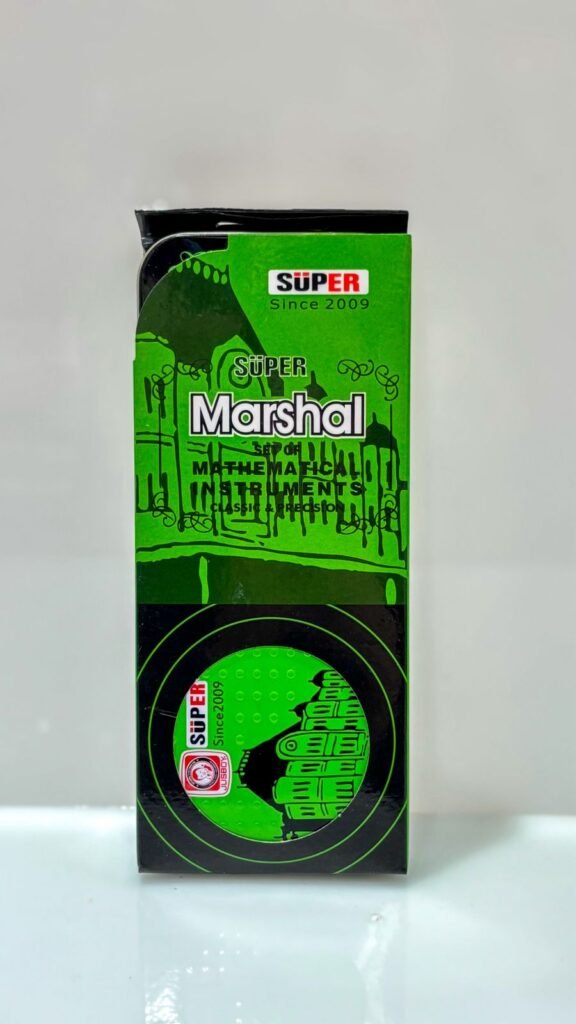 SÜPER
Since 2009
SÜPER
Marshal
SET OF
MATHEMATICAL
INSTRUMENTS
CLASSIC & PRECISION
SÜPER
Since2009